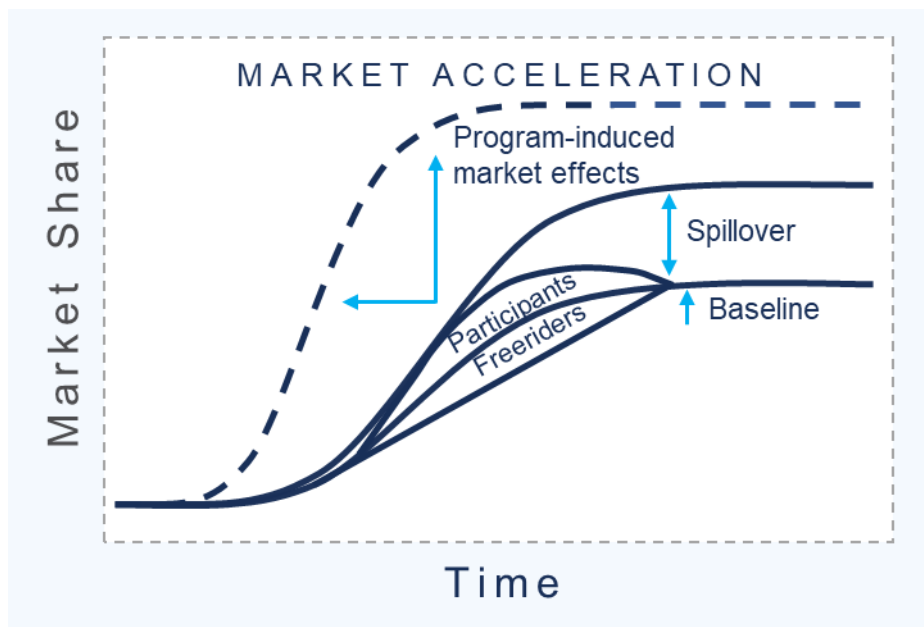 MARKET ACCELERATION
Program-induced
market effects
Spillover
Baseline
Participants
Freeriders
Market Share
Time